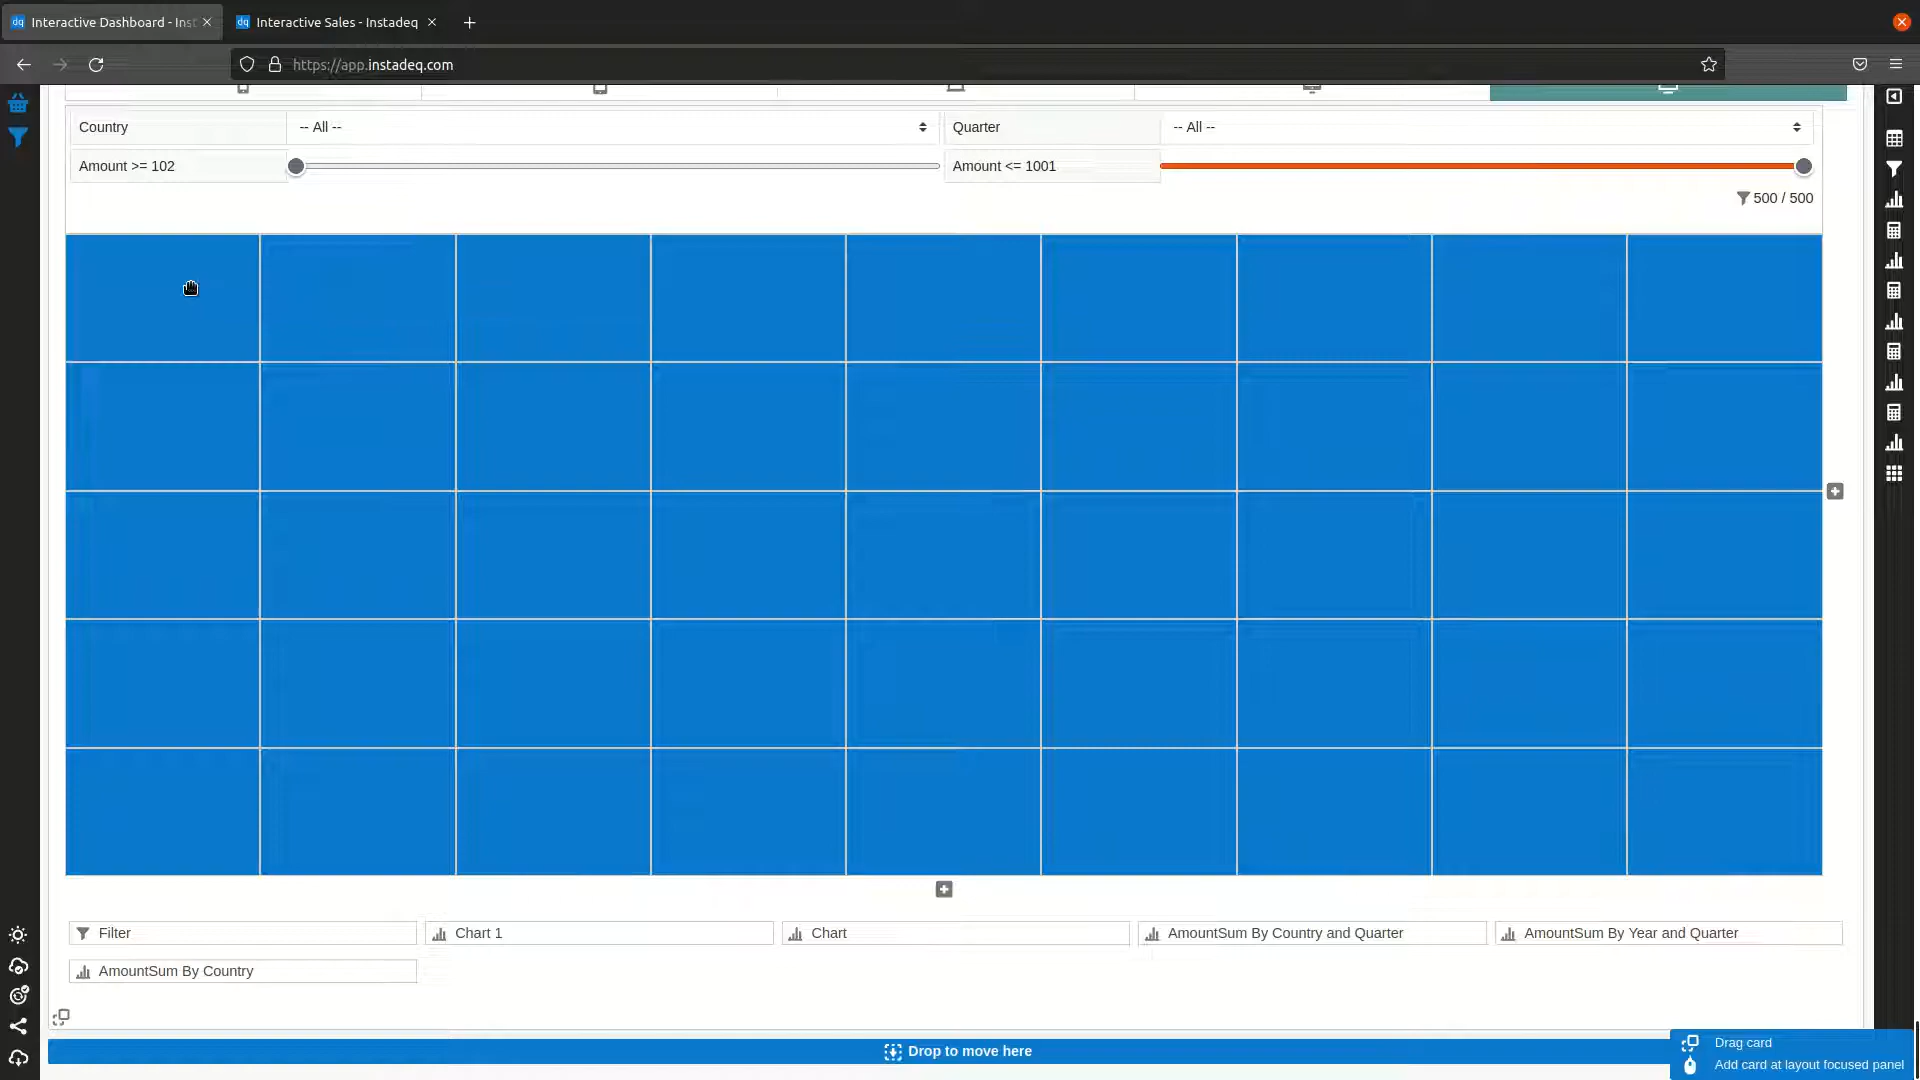 Interactive Dashboard - Inst
Interactive Sales - Instadeq
https://app.instadeq.com
Country
-- All --
Quarter
-- All --
Amount >= 102
Amount <= 1001
500 / 500
Filter
Chart 1
Chart
AmountSum By Country and Quarter
AmountSum By Year and Quarter
AmountSum By Country
Drop to move here
Drag card
Add card at layout focused panel